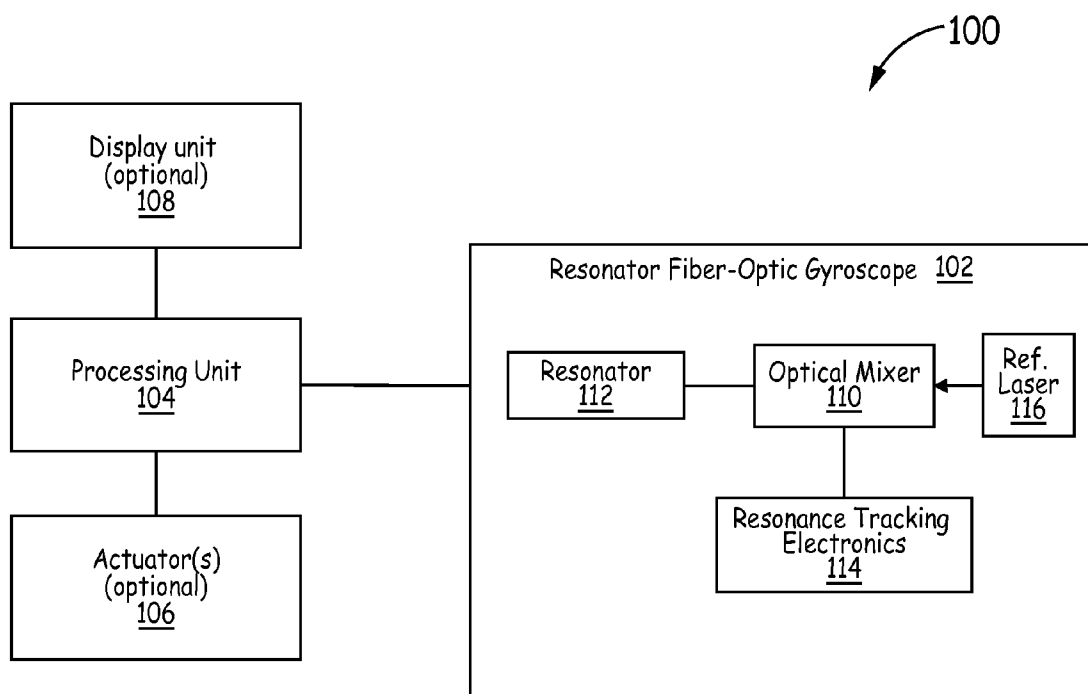 100
Display unit
(optional)
108
Processing Unit
104
Actuator(s)
(optional)
106
Resonator Fiber-Optic Gyroscope 102
Resonator
112
Optical Mixer
110
Ref.
Laser
116
Resonance Tracking
Electronics
114